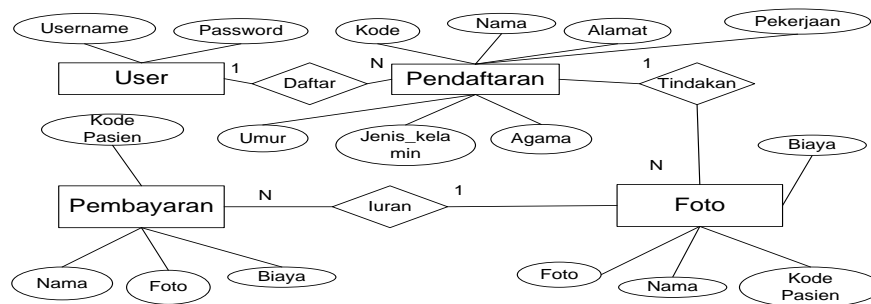 Username
Password
Kode
Nama
Alamat
Pekerjaan
User
1
Daftar
N
Pendaftaran
1
Tindakan
Umur
Jenis_kela
min
Agama
Kode
Pasien
Biaya
N
Pembayaran
N
Iuran
1
Foto
Nama
Foto
Biaya
Foto
Nama
Kode
Pasien